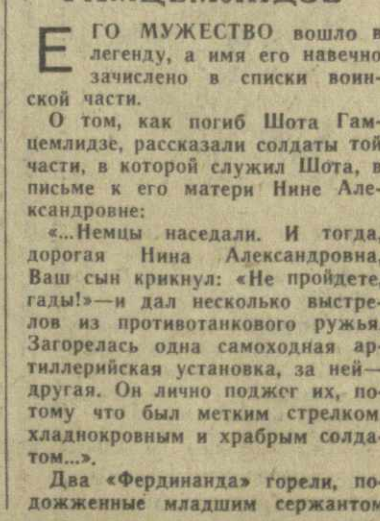 ЕГО МУЖЕСТВО вошло в
легенду, а имя его навечно
зачислено в списки воин-
ской части.
О том, как погиб Шота Гам-
цемлидзе, рассказали солдаты той
части, в которой служил Шота, в
письме к его матери Нине Але-
ксандровне:
«...Немцы наседали. И тогда,
дорогая Нина Александровна,
Ваш сын крикнул: «Не пройдете,
гады!»—и дал несколько выстре-
лов из противотанкового ружья.
Загорелась одна самоходная ар-
тиллерийская установка, за ней—
другая. Он лично поджег их, по-
тому что был метким стрелком,
хладнокровным и храбрым солда-
том...».
Два «Фердинанда» горели, по-
дожженные младшим сержантом